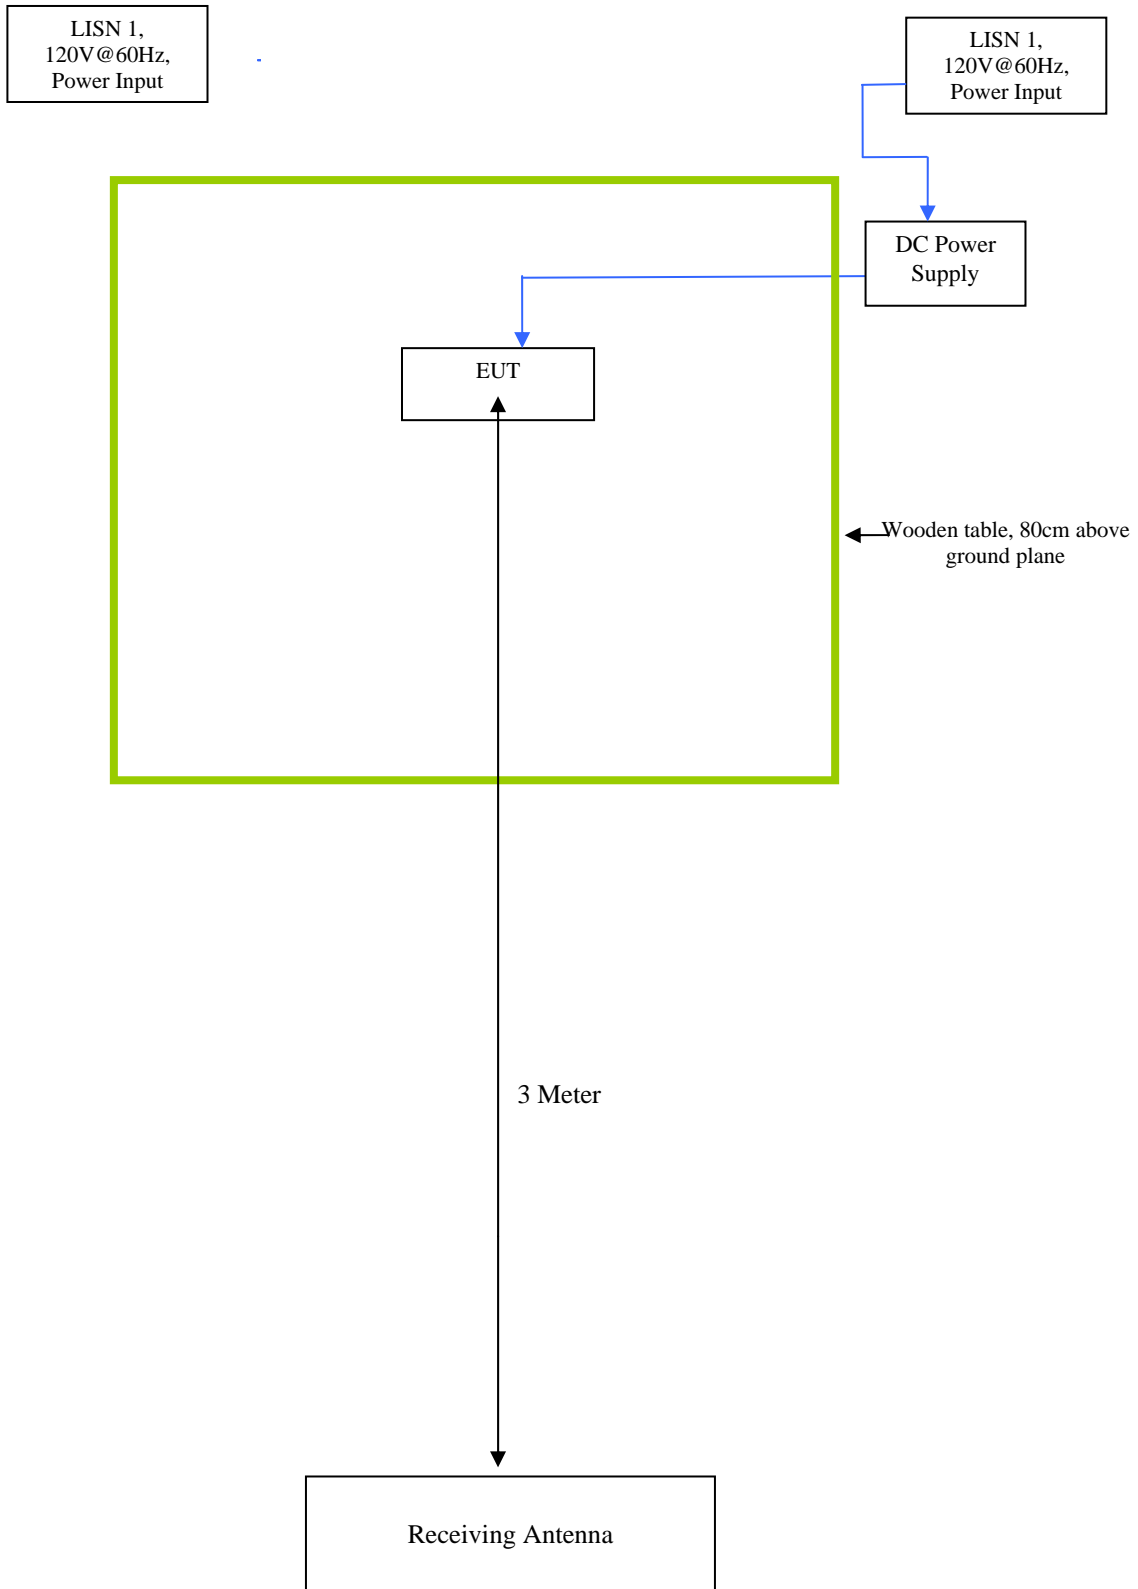 LISN 1,
120V@60Hz,
Power Input
LISN 1,
120V@60Hz,
Power Input
DC Power
Supply
EUT
Wooden table, 80cm above
ground plane
3 Meter
Receiving Antenna